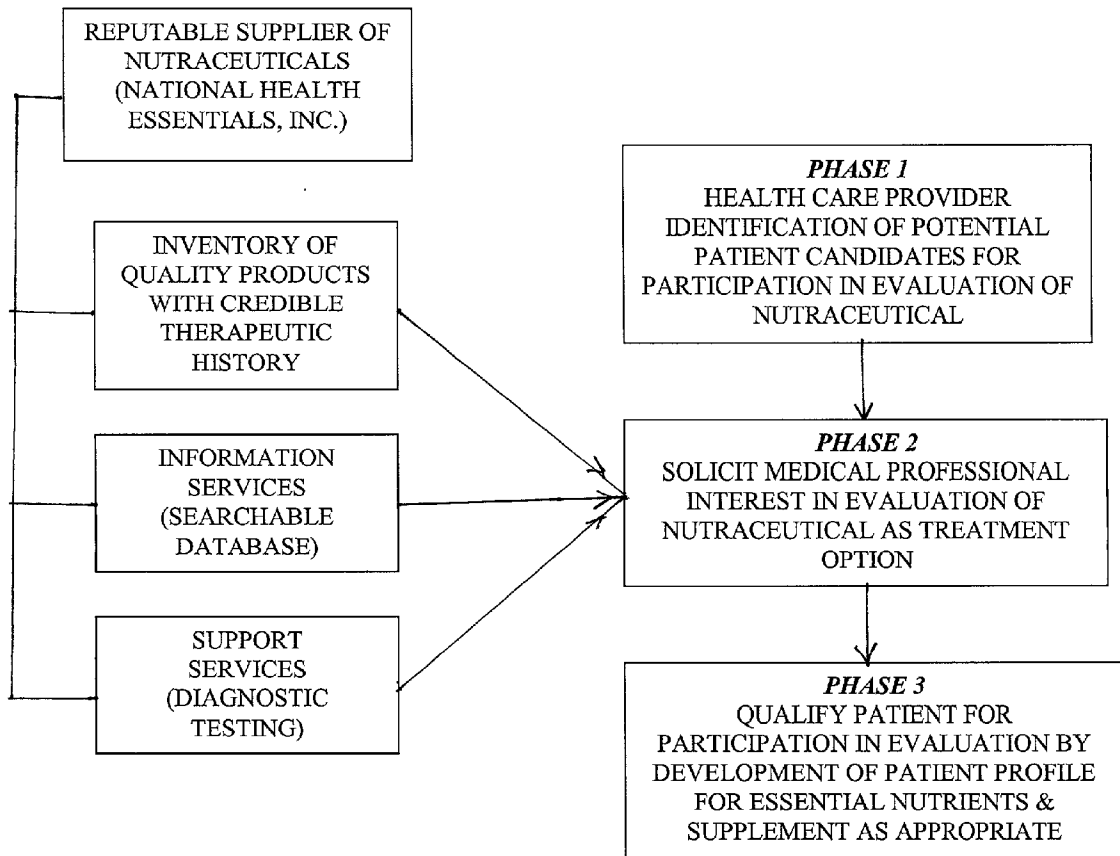 REPUTABLE SUPPLIER OF
NUTRACEUTICALS
(NATIONAL HEALTH
ESSENTIALS, INC.)
INVENTORY OF
QUALITY PRODUCTS
WITH CREDIBLE
THERAPEUTIC
HISTORY
INFORMATION
SERVICES
(SEARCHABLE
DATABASE)
SUPPORT
SERVICES
(DIAGNOSTIC
TESTING)
PHASE 1
HEALTH CARE PROVIDER
IDENTIFICATION OF POTENTIAL
PATIENT CANDIDATES FOR
PARTICIPATION IN EVALUATION OF
NUTRACEUTICAL
PHASE 2
SOLICIT MEDICAL PROFESSIONAL
INTEREST IN EVALUATION OF
NUTRACEUTICAL AS TREATMENT
OPTION
PHASE 3
QUALIFY PATIENT FOR
PARTICIPATION IN EVALUATION BY
DEVELOPMENT OF PATIENT PROFILE
FOR ESSENTIAL NUTRIENTS &
SUPPLEMENT AS APPROPRIATE